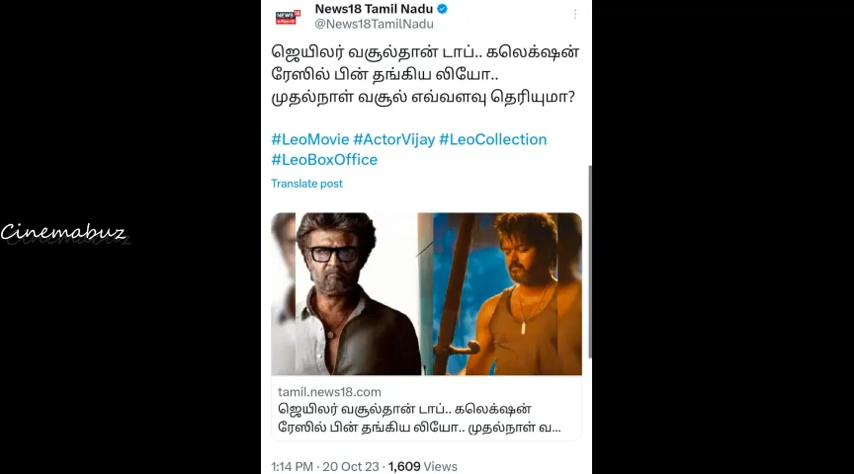 News18 Tamil Nadu
@News18TamilNadu
ஜெயிலர் வசூல்தான் டாப்.. கலெக்‌ஷன்
ரேஸில் பின் தங்கிய லியோ..
முதல்நாள் வசூல் எவ்வளவு தெரியுமா?
#LeoMovie #ActorVijay #LeoCollection
#LeoBoxOffice
Translate post
Cinemabuz
tamil.news18.com
ஜெயிலர் வசூல்தான் டாப்.. கலெக்‌ஷன்
ரேஸில் பின் தங்கிய லியோ.. முதல்நாள் வ...
1:14 PM · 20 Oct 23 · 1,609 Views